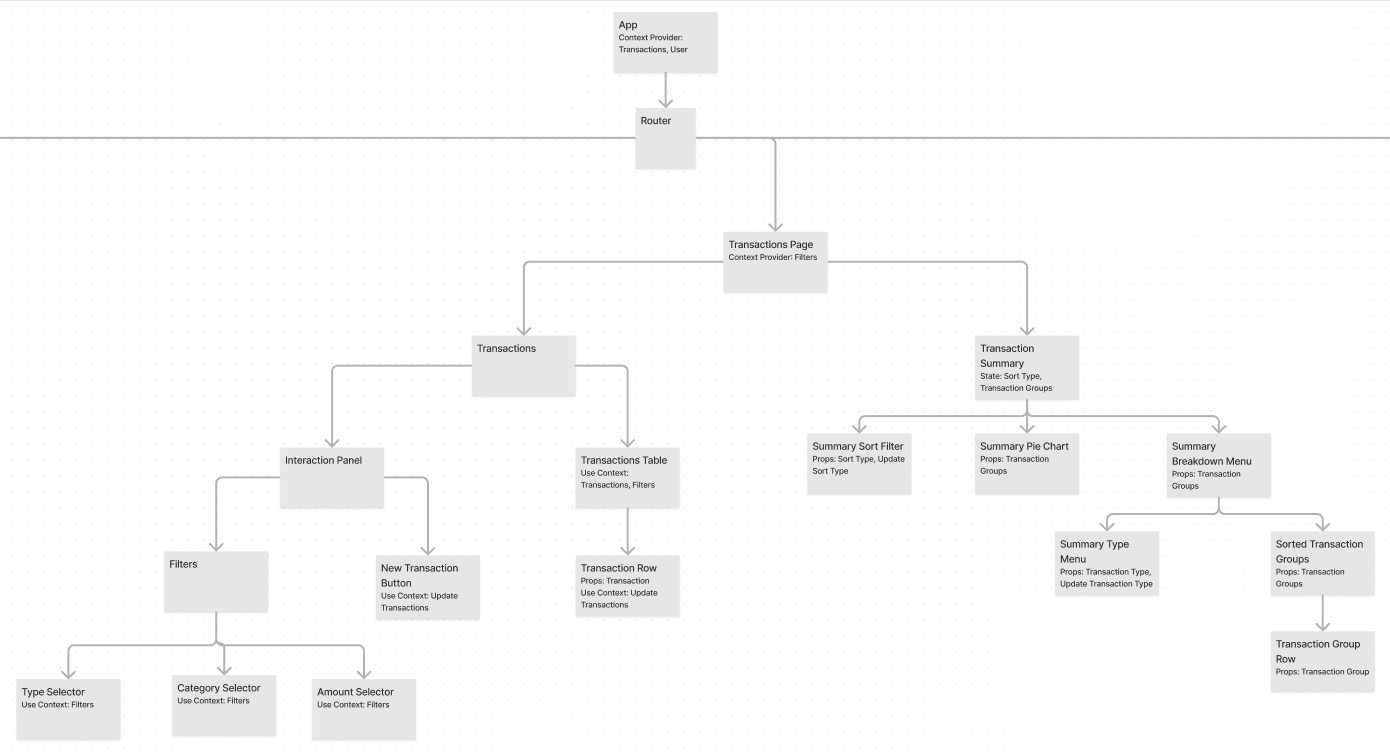 App
Context Provider:
Transactions, User
Router
Transactions Page
Context Provider: Filters
Transactions
Transaction
Summary
State: Sort Type,
Transaction Groups
Interaction Panel
Transactions Table
Use Context:
Transactions, Filters
Summary Sort Filter
Props: Sort Type, Update
Sort Type
Summary Pie Chart
Props: Transaction
Groups
Summary
Breakdown Menu
Props: Transaction
Groups
Filters
New Transaction
Button
Use Context: Update
Transactions
Transaction Row
Props: Transaction
Use Context: Update
Transactions
Summary Type
Menu
Props: Transaction Type,
Update Transaction Type
Sorted Transaction
Groups
Props: Transaction
Groups
Transaction Group
Row
Props: Transaction Group
Type Selector
Use Context: Filters
Category Selector
Use Context: Filters
Amount Selector
Use Context: Filters